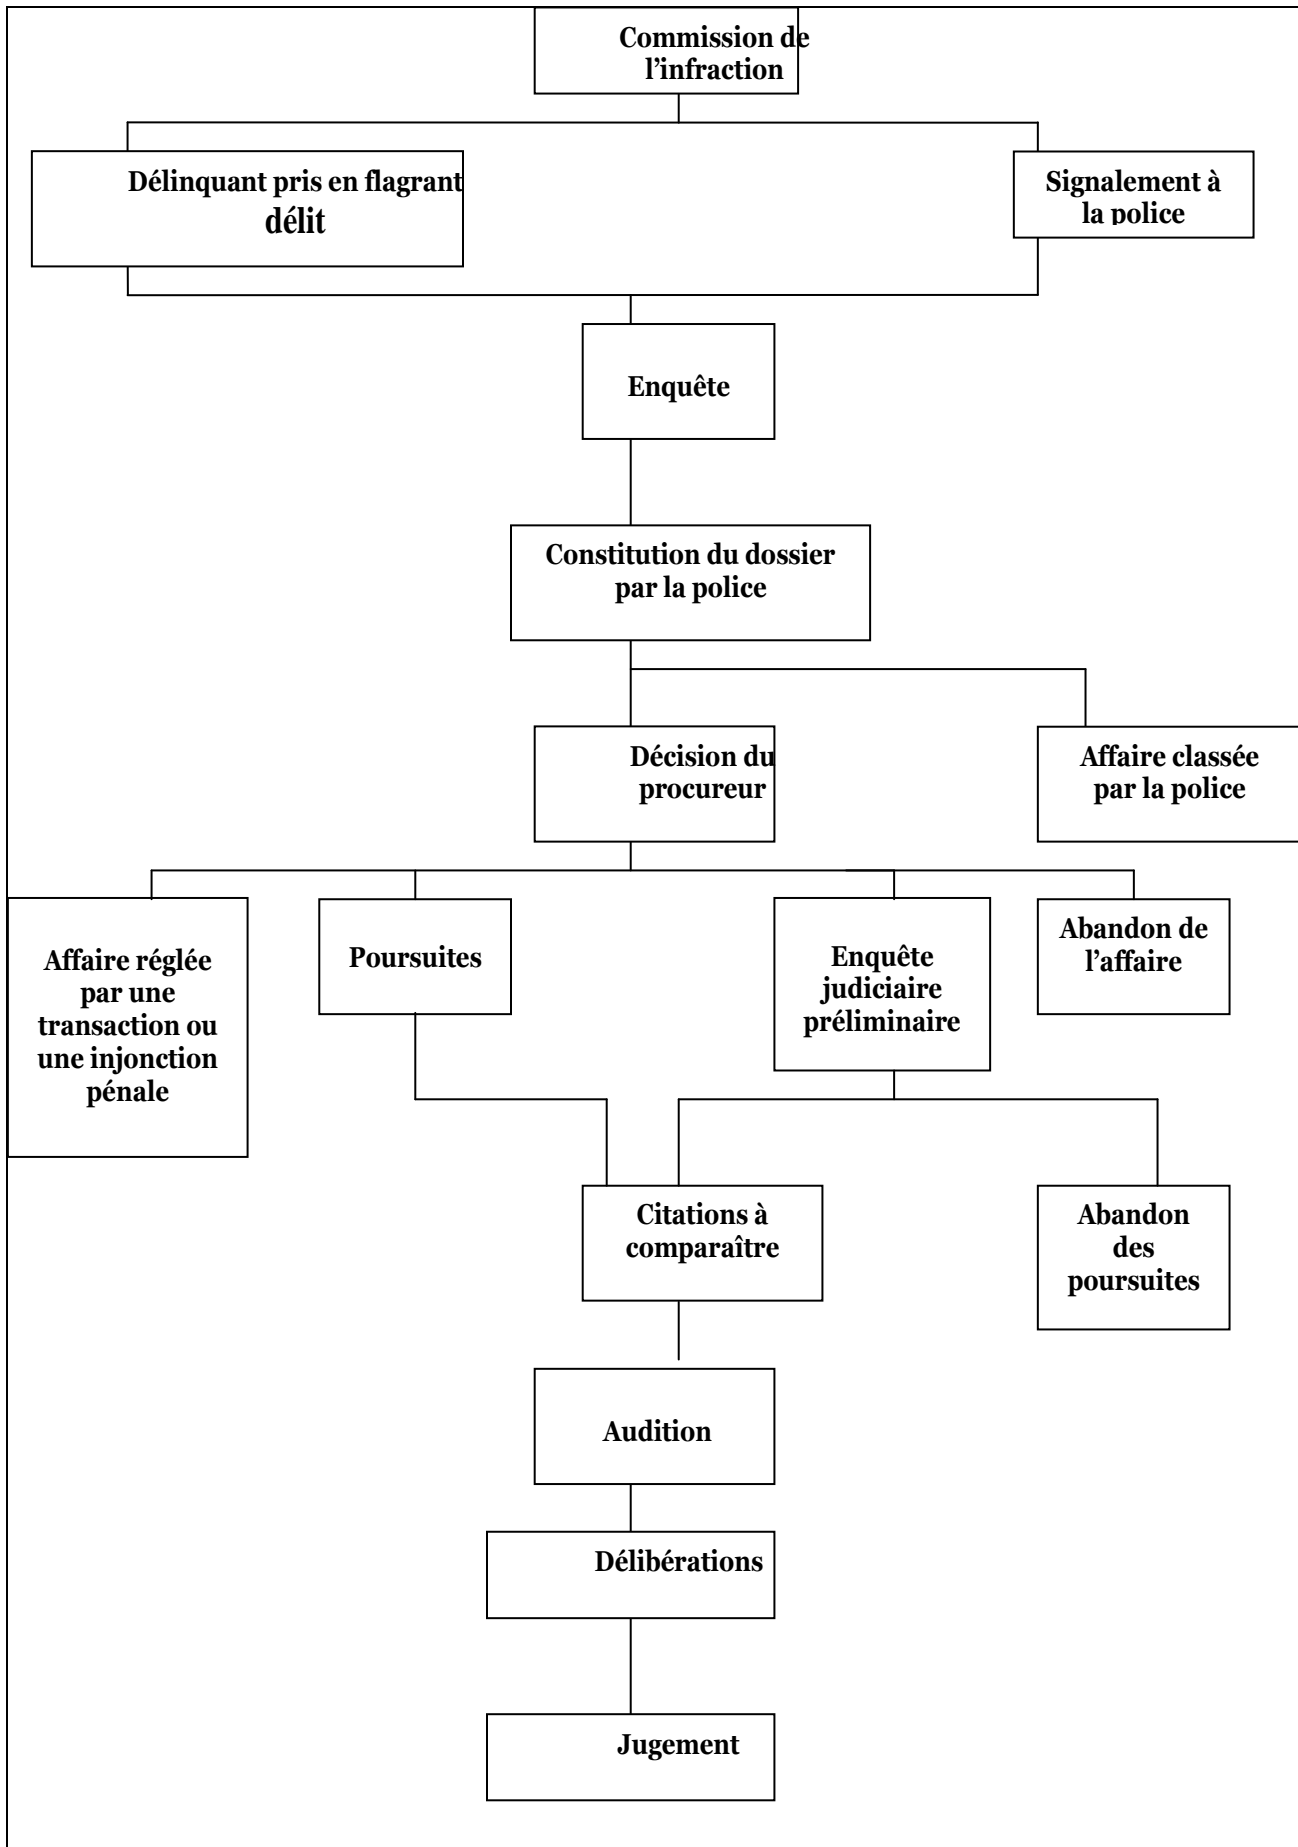 Commission de
l’infraction
Délinquant pris en flagrant
délit
Signalement à
la police
Enquête
Constitution du dossier
par la police
Décision du
procureur
Affaire classée
par la police
Affaire réglée
par une
transaction ou
une injonction
pénale
Poursuites
Enquête
judiciaire
préliminaire
Abandon de
l’affaire
Citations à
comparaître
Abandon
des
poursuites
Audition
Délibérations
Jugement